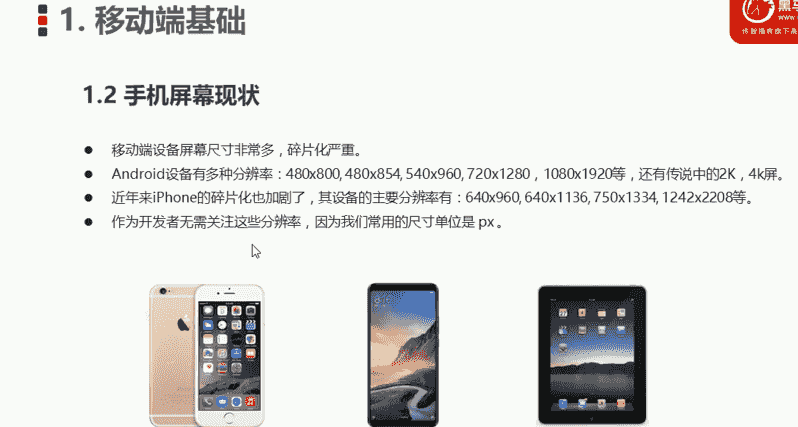 1. 移动端基础
黑马
www.
1.2 手机屏幕现状
移动端设备屏幕尺寸非常多，碎片化严重。
Android设备有多种分辨率：480x800, 480x854, 540x960, 720x1280，1080x1920等，还有传说中的2K，4k屏。
近年来iPhone的碎片化也加剧了，其设备的主要分辨率有：640x960, 640x1136, 750x1334, 1242x2208等。
作为开发者无需关注这些分辨率，因为我们常用的尺寸单位是 px 。